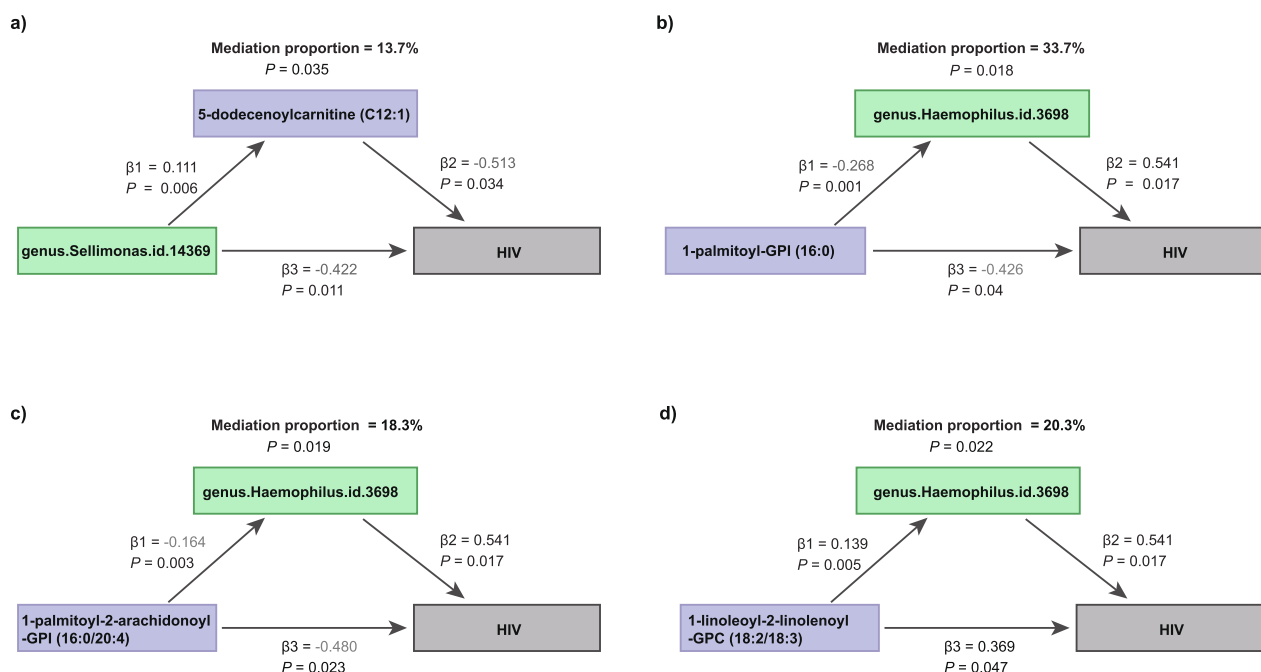 a)
Mediation proportion = 13.7%
P = 0.035
5-dodecenoylcarnitine (C12:1)
β1 = 0.111
P = 0.006
β2 = -0.513
P = 0.034
genus.Sellimonas.id.14369
HIV
β3 = -0.422
P = 0.011
b)
Mediation proportion = 33.7%
P = 0.018
genus.Haemophilus.id.3698
β1 = -0.268
P = 0.001
β2 = 0.541
P = 0.017
1-palmitoyl-GPI (16:0)
HIV
β3 = -0.426
P = 0.04
c)
Mediation proportion = 18.3%
P = 0.019
genus.Haemophilus.id.3698
β1 = -0.164
P = 0.003
β2 = 0.541
P = 0.017
1-palmitoyl-2-arachidonoyl
-GPI (16:0/20:4)
HIV
β3 = -0.480
P = 0.023
d)
Mediation proportion = 20.3%
P = 0.022
genus.Haemophilus.id.3698
β1 = 0.139
P = 0.005
β2 = 0.541
P = 0.017
1-linoleoyl-2-linolenoyl
-GPC (18:2/18:3)
HIV
β3 = 0.369
P = 0.047